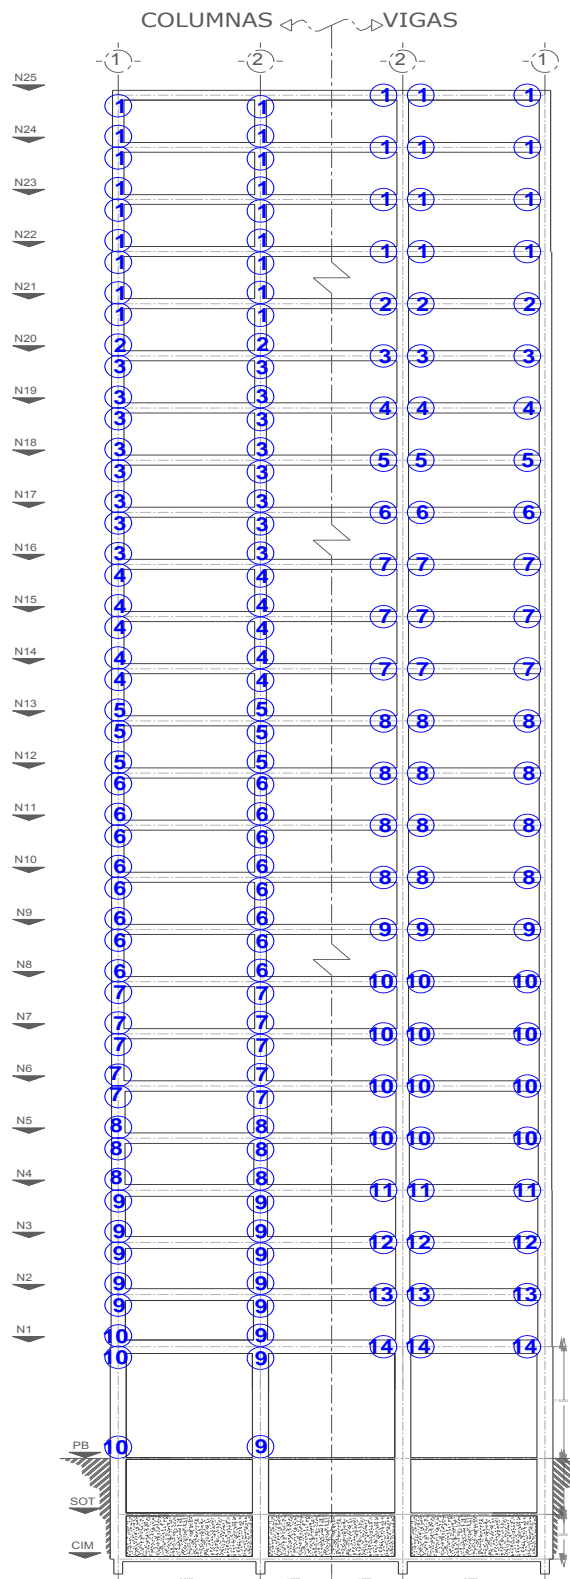 COLUMNAS VIGAS
1 2 2 1
N25
1 1 1
1 1
N24
1 1
1 1 1
1 1
N23
1 1
1 1 1
1 1
N22
1 1
1 1 1
1 1
N21
1 1
2 2 2
1 1
N20
2 2
3 3 3
3 3
N19
3 3
4 4 4
3 3
N18
3 3
5 5 5
3 3
N17
3 3
6 6 6
3 3
N16
3 3
7 7 7
4 4
N15
4 4
7 7 7
4 4
N14
4 4
7 7 7
4 4
N13
5 5
8 8 8
5 5
N12
5 5
8 8 8
6 6
N11
6 6
8 8 8
6 6
N10
6 6
8 8 8
6 6
N9
6 6
9 9 9
6 6
N8
6 6
10 10 10
7 7
N7
7 7
10 10 10
7 7
N6
7 7
10 10 10
7 7
N5
8 8
10 10 10
8 8
N4
8 8
11 11 11
9 9
N3
9 9
12 12 12
9 9
N2
9 9
13 13 13
9 9
N1
10 9
14 14 14
10 9
PB
10 9
SOT
CIM